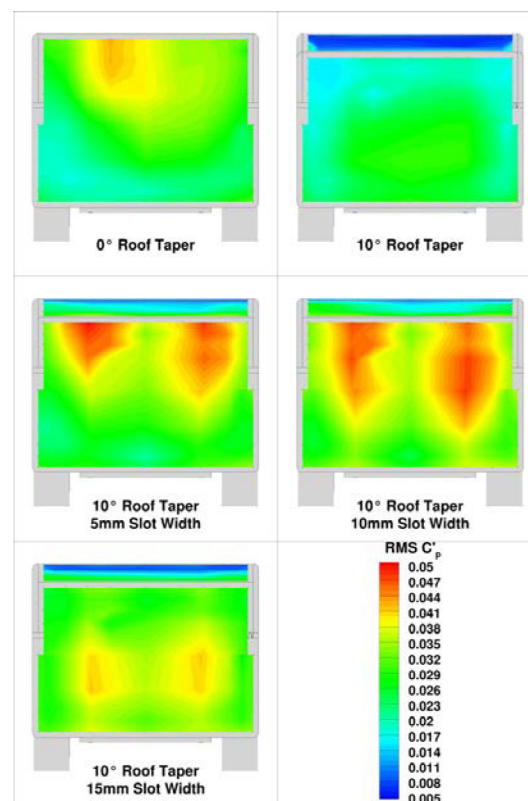 0° Roof Taper
10° Roof Taper
10° Roof Taper
5mm Slot Width
10° Roof Taper
10mm Slot Width
10° Roof Taper
15mm Slot Width
RMS C'p
0.05
0.047
0.044
0.041
0.038
0.035
0.032
0.029
0.026
0.023
0.02
0.017
0.014
0.011
0.008
0.005